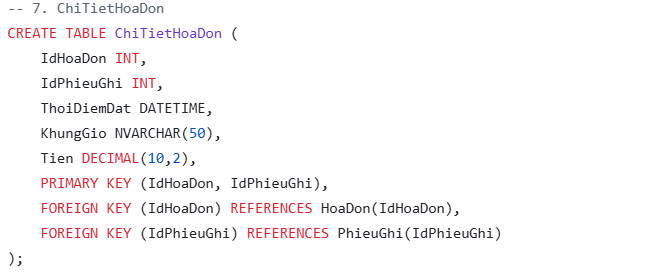 -- 7. ChiTietHoaDon
CREATE TABLE ChiTietHoaDon (
    IdHoaDon INT,
    IdPhieuGhi INT,
    ThoiDiemDat DATETIME,
    KhungGio NVARCHAR(50),
    Tien DECIMAL(10,2),
    PRIMARY KEY (IdHoaDon, IdPhieuGhi),
    FOREIGN KEY (IdHoaDon) REFERENCES HoaDon(IdHoaDon),
    FOREIGN KEY (IdPhieuGhi) REFERENCES PhieuGhi(IdPhieuGhi)
);